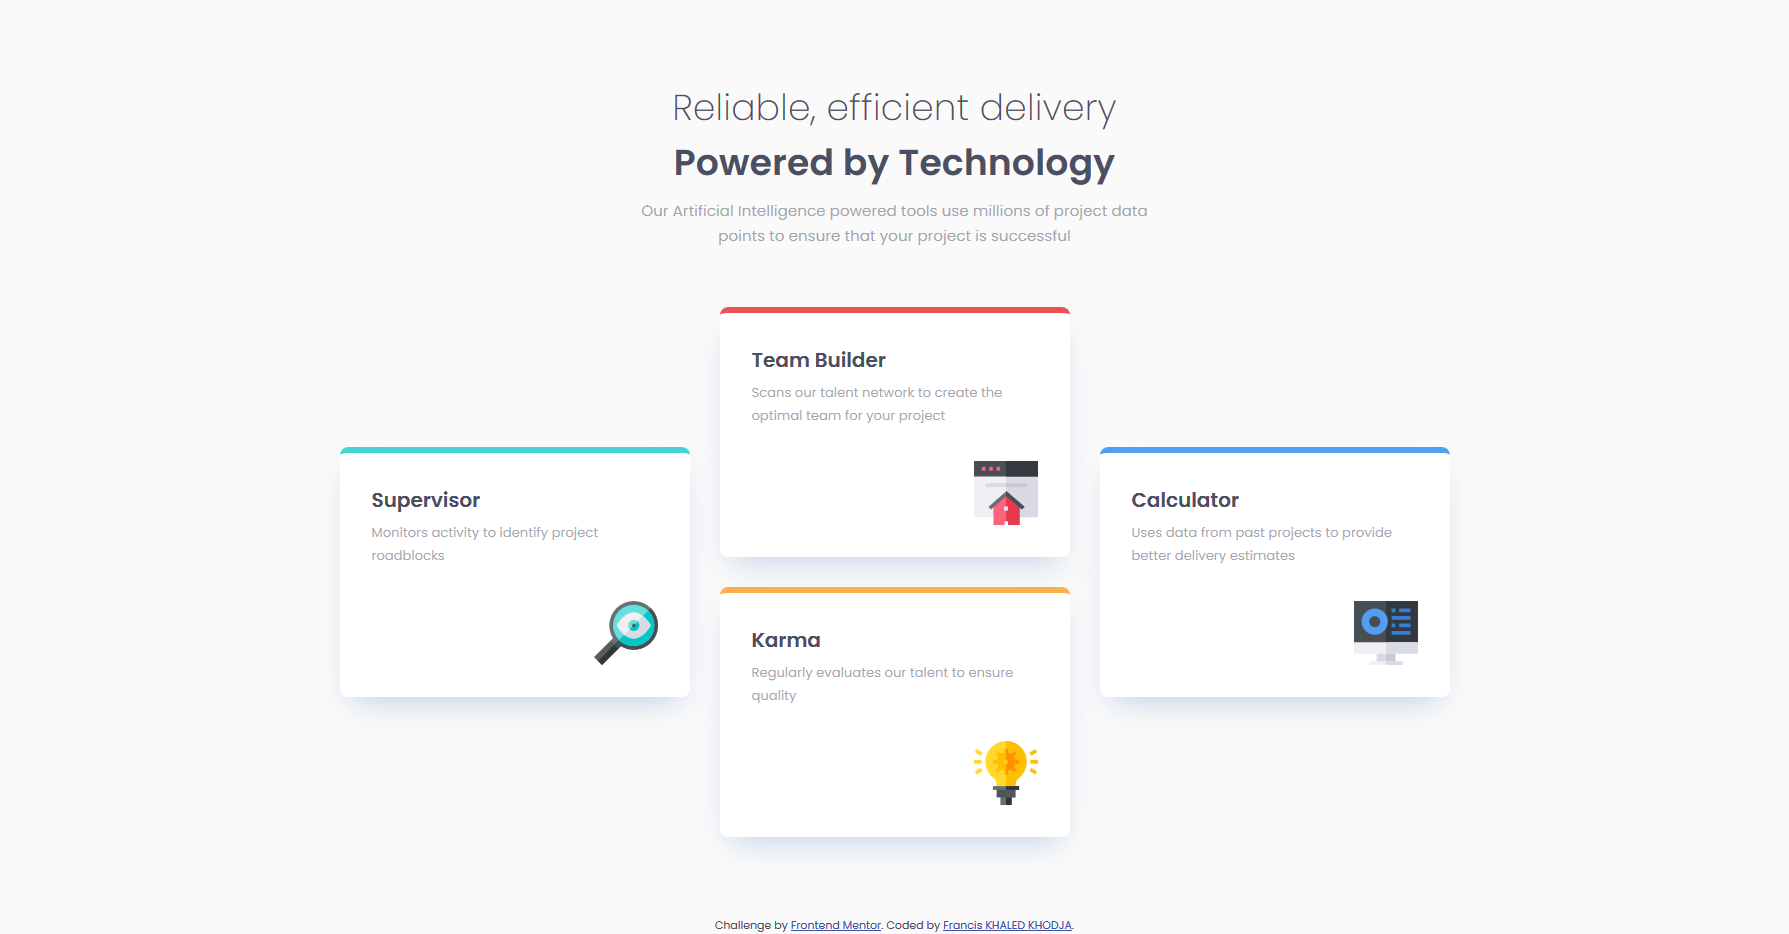 Reliable, efficient delivery
Powered by Technology
Our Artificial Intelligence powered tools use millions of project data
points to ensure that your project is successful
Supervisor
Monitors activity to identify project
roadblocks
Team Builder
Scans our talent network to create the
optimal team for your project
Karma
Regularly evaluates our talent to ensure
quality
Calculator
Uses data from past projects to provide
better delivery estimates
Challenge by Frontend Mentor. Coded by Francis KHALED KHODJA.